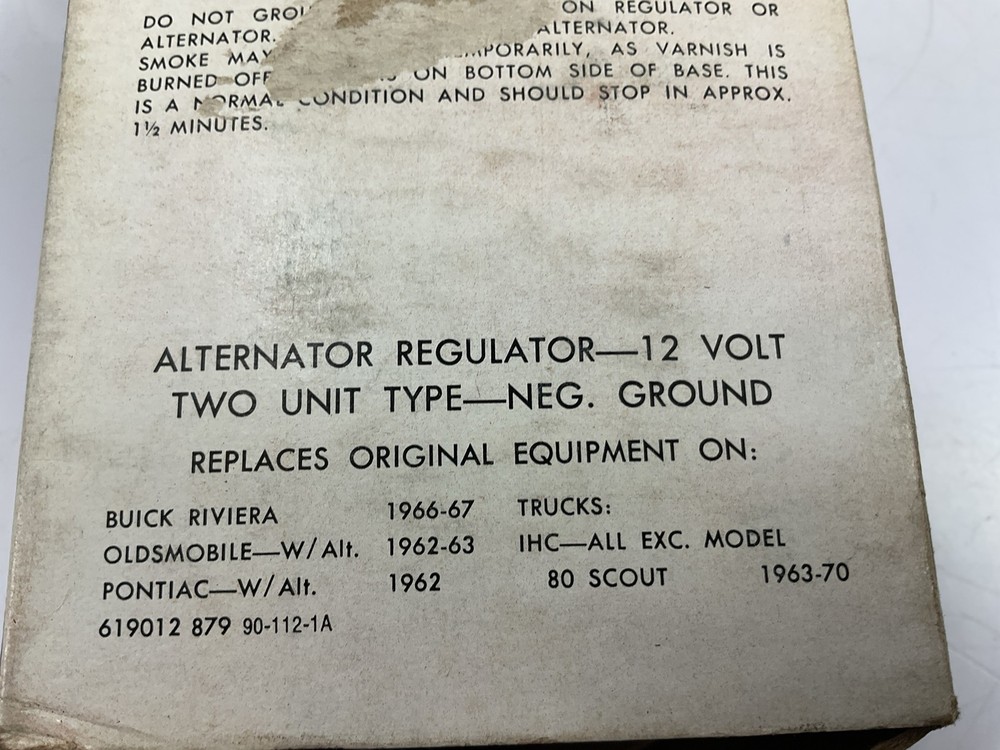 DO NOT ON REGULATOR OR
ALTERNATOR. ALTERNATOR.
SMOKE MAY AS VARNISH IS
BURNED OFF ON BOTTOM SIDE OF BASE. THIS
IS A NORMAL CONDITION AND SHOULD STOP IN APPROX.
1½ MINUTES.
ALTERNATOR REGULATOR—12 VOLT
TWO UNIT TYPE—NEG. GROUND
REPLACES ORIGINAL EQUIPMENT ON:
BUICK RIVIERA 1966-67 TRUCKS:
OLDSMOBILE—W/Alt. 1962-63 IHC—ALL EXC. MODEL
PONTIAC—W/Alt. 1962 80 SCOUT 1963-70
619012 879 90-112-1A